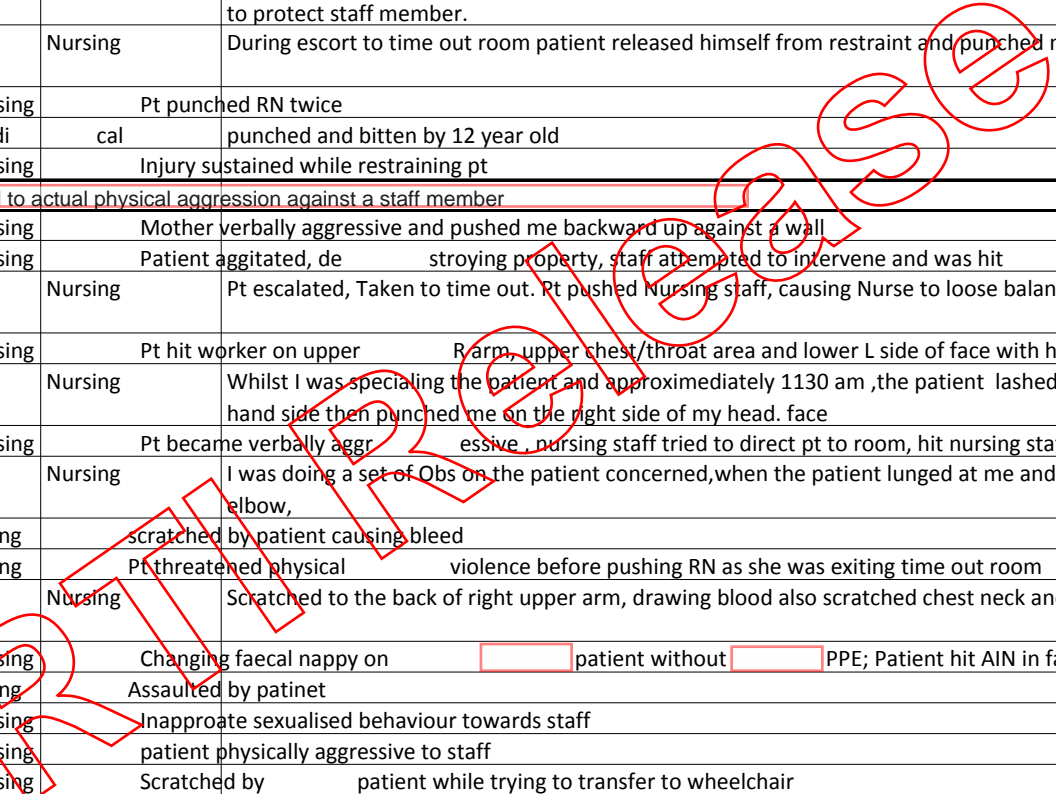 to protect staff member.
Nursing During escort to time out room patient released himself from restraint and punched
sing Pt punched RN twice
di cal punched and bitten by 12 year old
sing Injury sustained while restraining pt
to actual physical aggression against a staff member
sing Mother verbally aggressive and pushed me backward up against a wall
sing Patient aggitated, de stroying property, staff attempted to intervene and was hit
Nursing Pt escalated, Taken to time out. Pt pushed Nursing staff, causing Nurse to loose balan
sing Pt hit worker on upper R arm, upper chest/throat area and lower L side of face with h
Nursing Whilst I was specialing the patient and approximediately 1130 am ,the patient lashed
hand side then punched me on the right side of my head. face
sing Pt became verbally aggr essive , nursing staff tried to direct pt to room, hit nursing sta
Nursing I was doing a set of Obs on the patient concerned,when the patient lunged at me and
elbow,
ng scratched by patient causing bleed
ng Pt threatened physical violence before pushing RN as she was exiting time out room
Nursing Scratched to the back of right upper arm, drawing blood also scratched chest neck an
sing Changing faecal nappy on patient without PPE; Patient hit AIN in fa
ng Assaulted by patinet
sing Inapproate sexualised behaviour towards staff
sing patient physically aggressive to staff
sing Scratched by patient while trying to transfer to wheelchair
RTI Release